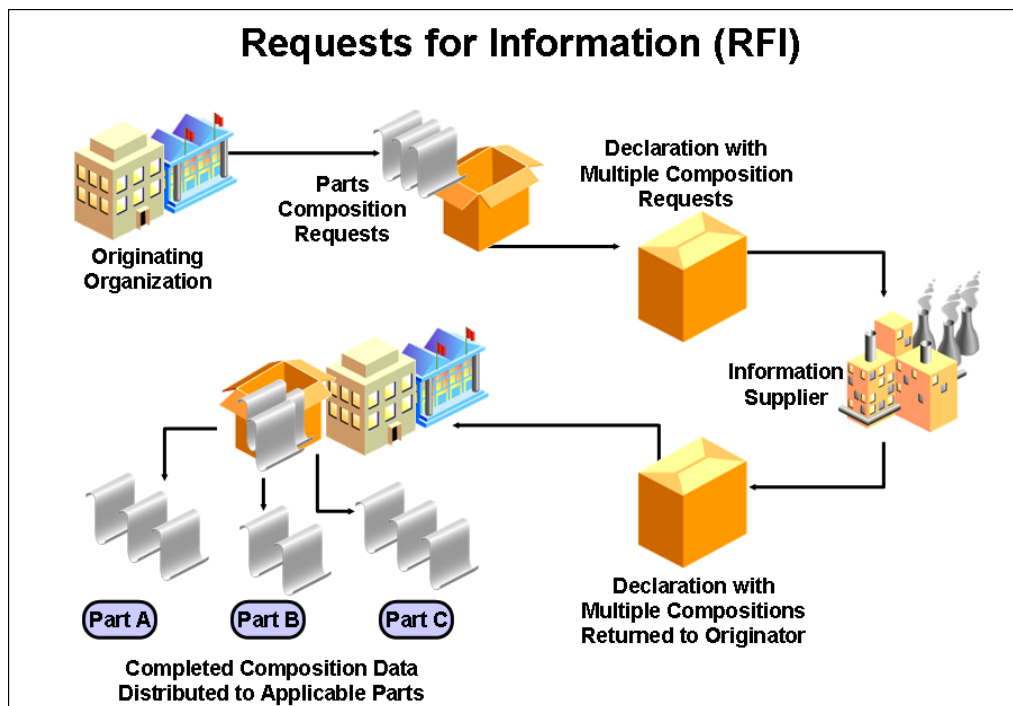 Requests for Information (RFI)
Originating
Organization
Parts
Composition
Requests
Declaration with
Multiple Composition
Requests
Information
Supplier
Declaration with
Multiple Compositions
Returned to Originator
Part A
Part B
Part C
Completed Composition Data
Distributed to Applicable Parts